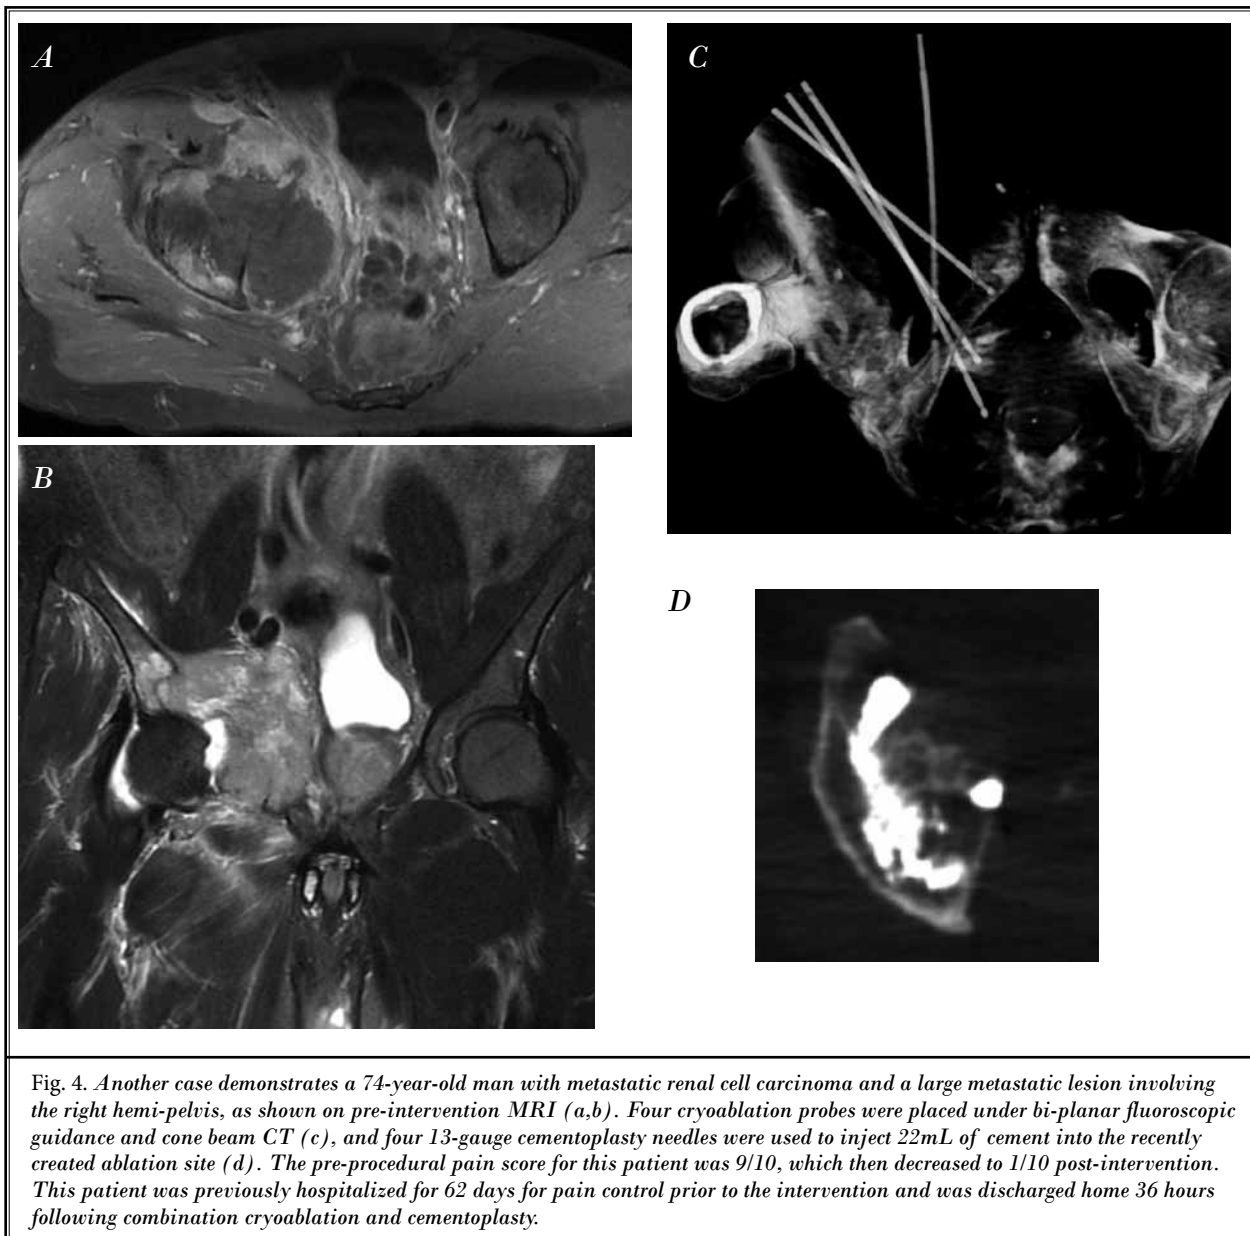 A
C
B
D
Fig. 4. Another case demonstrates a 74-year-old man with metastatic renal cell carcinoma and a large metastatic lesion involving
the right hemi-pelvis, as shown on pre-intervention MRI (a,b). Four cryoablation probes were placed under bi-planar fluoroscopic
guidance and cone beam CT (c), and four 13-gauge cementoplasty needles were used to inject 22mL of cement into the recently
created ablation site (d). The pre-procedural pain score for this patient was 9/10, which then decreased to 1/10 post-intervention.
This patient was previously hospitalized for 62 days for pain control prior to the intervention and was discharged home 36 hours
following combination cryoablation and cementoplasty.